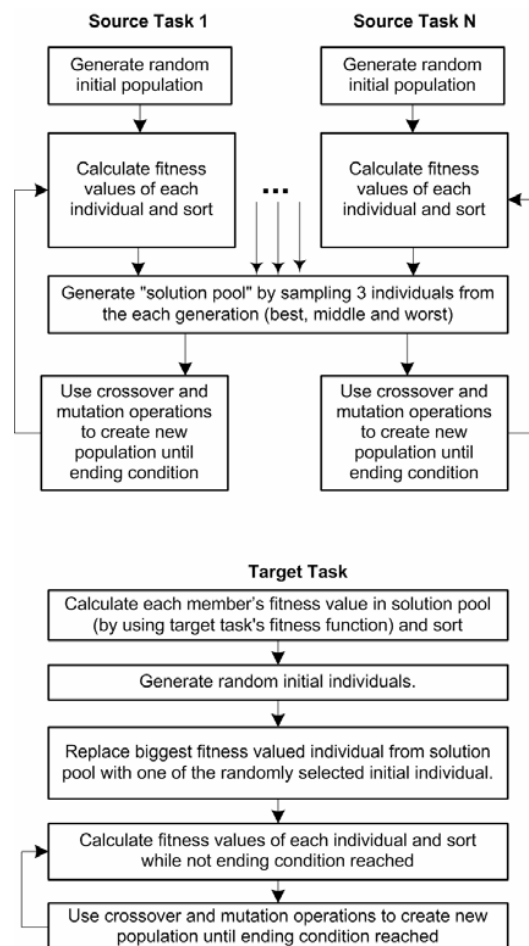 Source Task 1
Generate random
initial population
Calculate fitness
values of each
individual and sort
...
Source Task N
Generate random
initial population
Calculate fitness
values of each
individual and sort
Generate "solution pool" by sampling 3 individuals from
the each generation (best, middle and worst)
Use crossover and
mutation operations
to create new
population until
ending condition
Use crossover and
mutation operations
to create new
population until
ending condition
Target Task
Calculate each member's fitness value in solution pool
(by using target task's fitness function) and sort
Generate random initial individuals.
Replace biggest fitness valued individual from solution
pool with one of the randomly selected initial individual.
Calculate fitness values of each individual and sort
while not ending condition reached
Use crossover and mutation operations to create new
population until ending condition reached